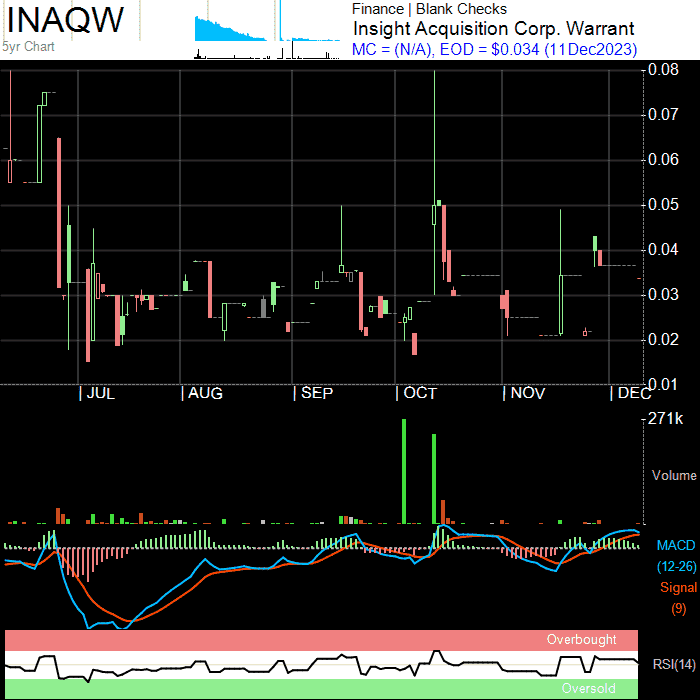 INAQW
5yr Chart
Finance | Blank Checks
Insight Acquisition Corp. Warrant
MC = (N/A), EOD = $0.034 (11Dec2023)
0.08
0.07
0.06
0.05
0.04
0.03
0.02
0.01
| JUL | AUG | SEP | OCT | NOV | DEC
271k
Volume
MACD
(12-26)
Signal
(9)
Overbought
RSI(14)
Oversold